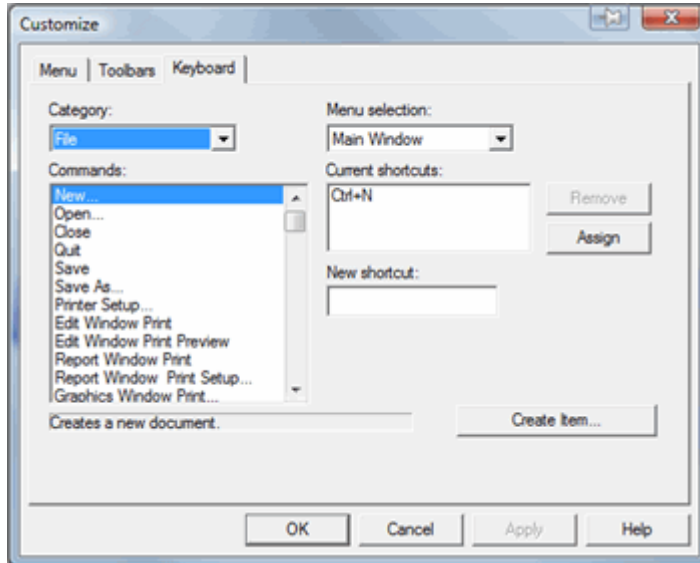 Customize
Menu Toolbars Keyboard
Category:
File
Menu selection:
Main Window
Commands:
New...
Open...
Close
Quit
Save
Save As...
Printer Setup...
Edit Window Print
Edit Window Print Preview
Report Window Print
Report Window Print Setup...
Graphics Window Print...
Current shortcuts:
Ctrl+N
Remove
Assign
New shortcut:
Creates a new document.
Create Item...
OK Cancel Apply Help